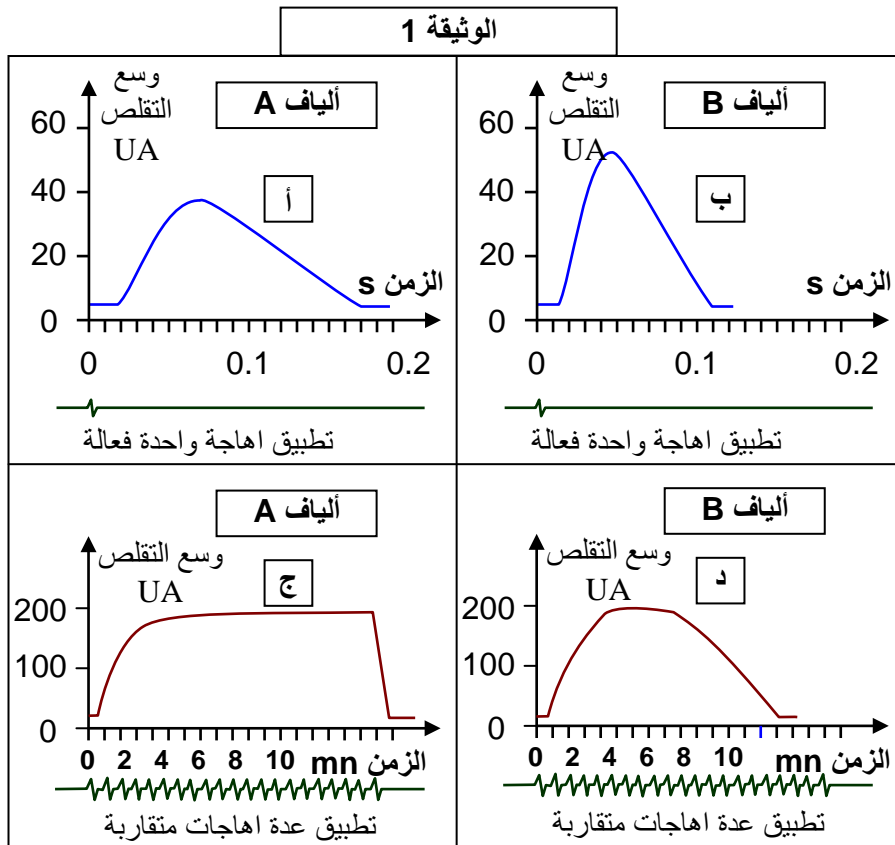 الوثيقة 1
ألياف A
وسع
التقلص
UA
أ
60
40
20
0
الزمن s
0 0.1 0.2
تطبيق اهاجة واحدة فعالة
ألياف B
وسع
التقلص
UA
ب
60
40
20
0
الزمن s
0 0.1 0.2
تطبيق اهاجة واحدة فعالة
ألياف A
وسع التقلص
UA
ج
200
100
0
0 2 4 6 8 10 الزمن mn
تطبيق عدة اهاجات متقاربة
ألياف B
وسع التقلص
UA
د
200
100
0
0 2 4 6 8 10 الزمن mn
تطبيق عدة اهاجات متقاربة